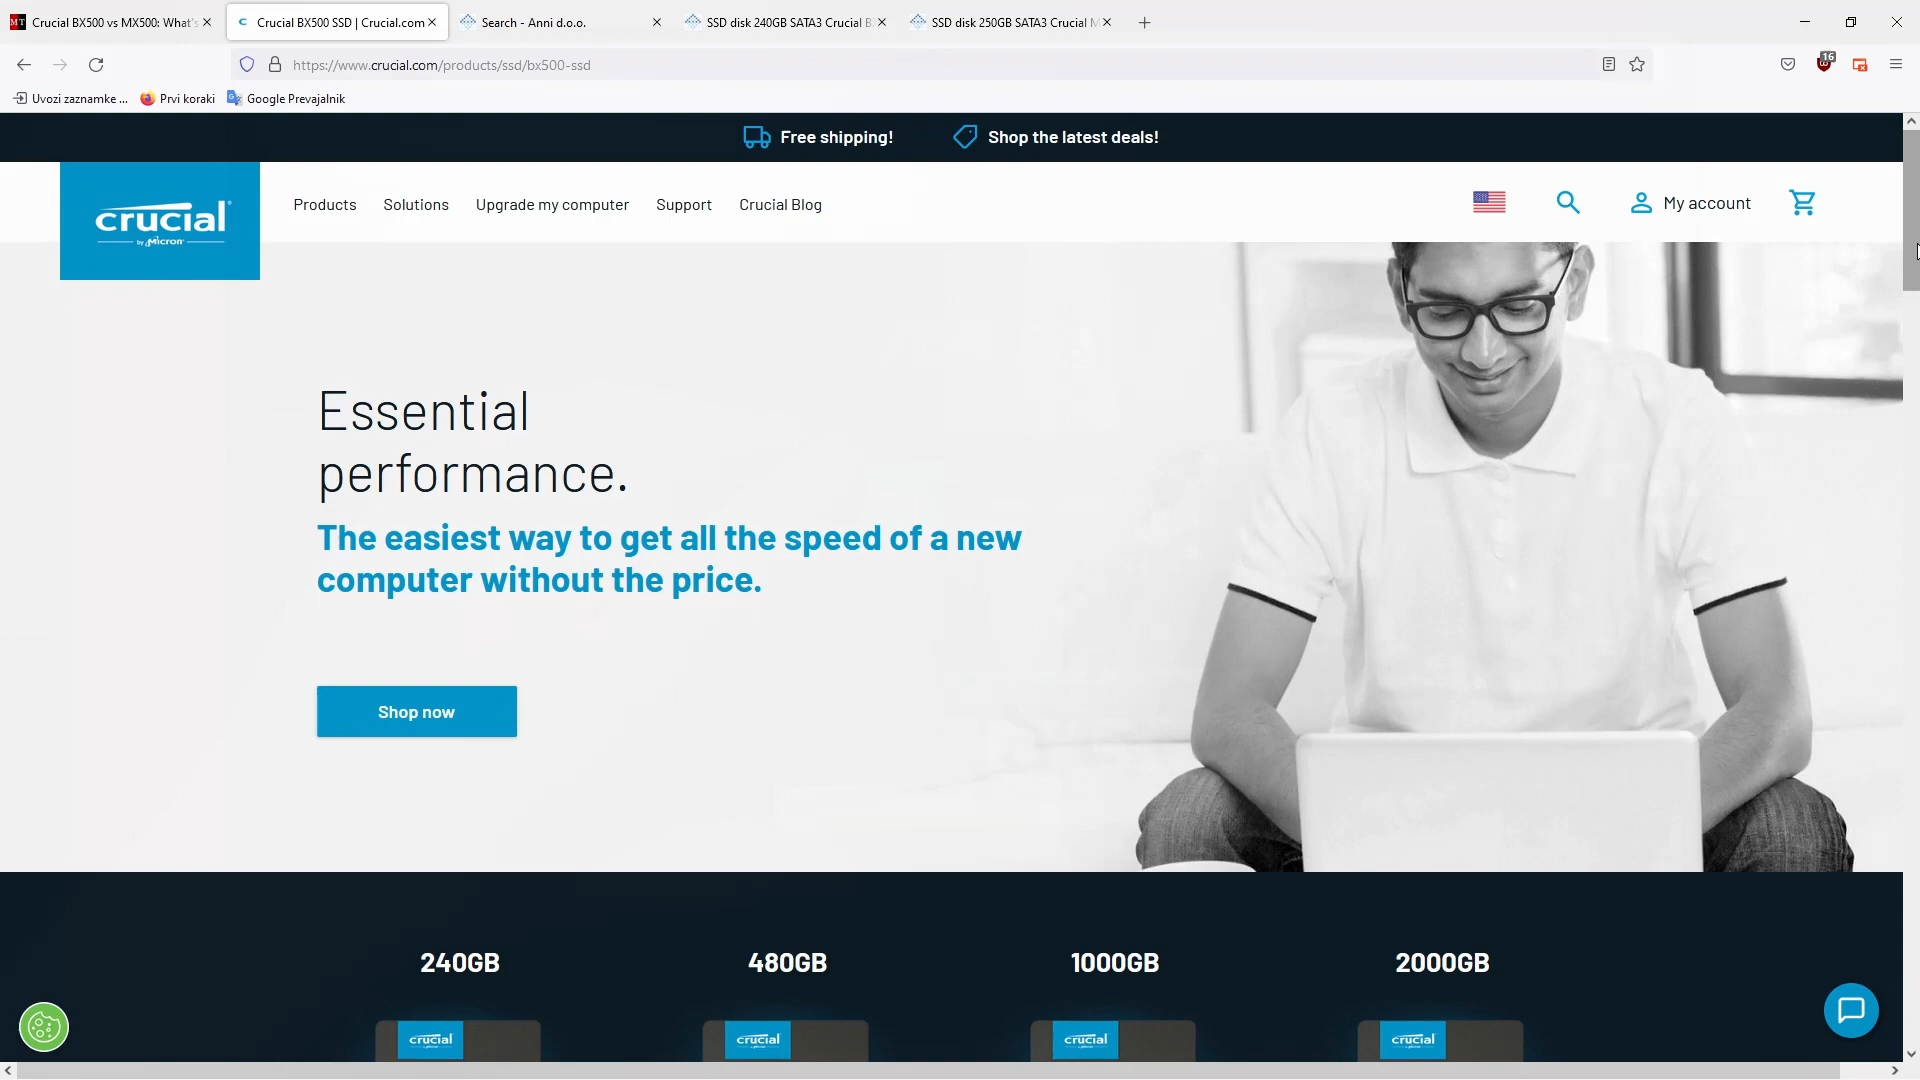 Crucial BX500 vs MX500: What's
Crucial BX500 SSD | Crucial.com
Search - Anni d.o.o.
SSD disk 240GB SATA3 Crucial B
SSD disk 250GB SATA3 Crucial M
https://www.crucial.com/products/ssd/bx500-ssd
16
Uvozi zaznamke ...
Prvi koraki
Google Prevajalnik
Free shipping!
Shop the latest deals!
crucial
by Micron
Products
Solutions
Upgrade my computer
Support
Crucial Blog
My account
Essential
performance.
The easiest way to get all the speed of a new
computer without the price.
Shop now
240GB
480GB
1000GB
2000GB
crucial
crucial
crucial
crucial